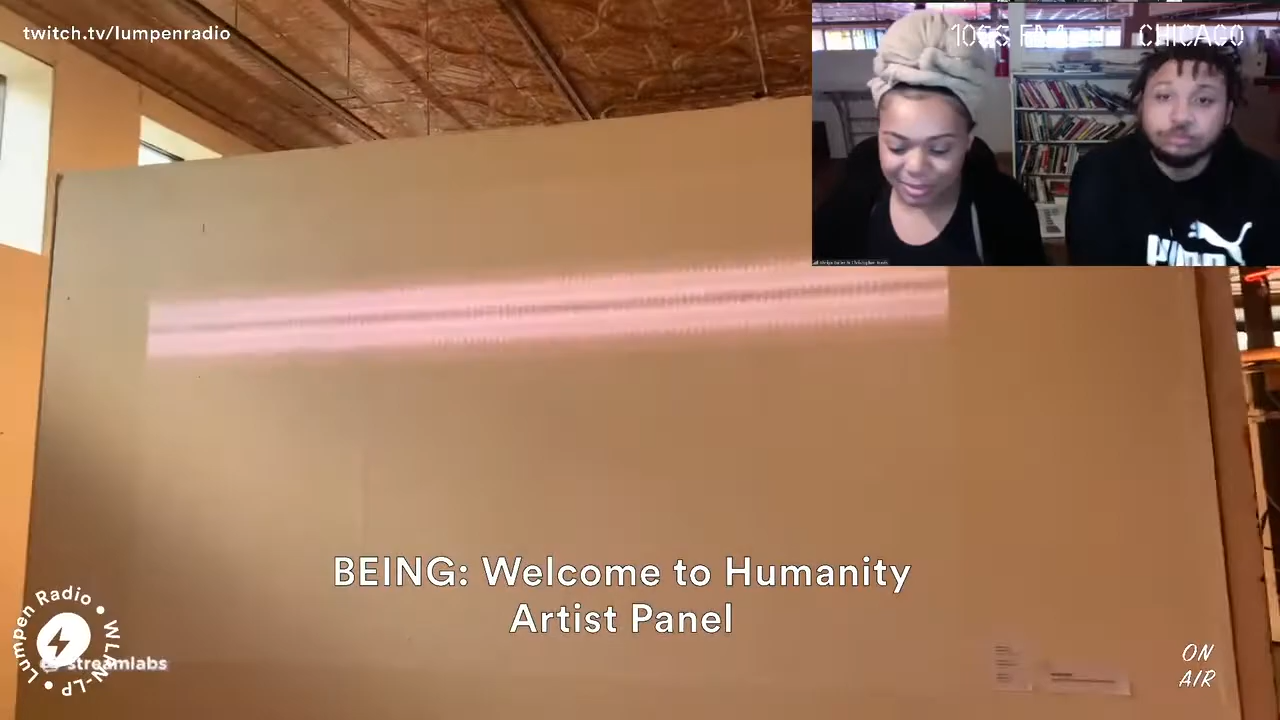 twitch.tv/lumpenradio
CHICAGO
PUMA
BEING: Welcome to Humanity
Artist Panel
Lumpen Radio • WLPN-LP •
streamlabs
ON
AIR